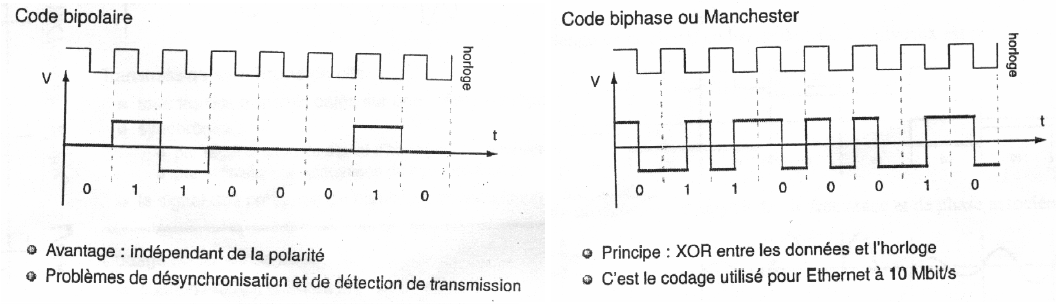 Code bipolaire
horloge
V
t
0 1 1 0 0 0 1 0
Avantage : indépendant de la polarité
Problèmes de désynchronisation et de détection de transmission
Code biphase ou Manchester
horloge
V
t
0 1 1 0 0 0 1 0
Principe : XOR entre les données et l'horloge
C'est le codage utilisé pour Ethernet à 10 Mbit/s